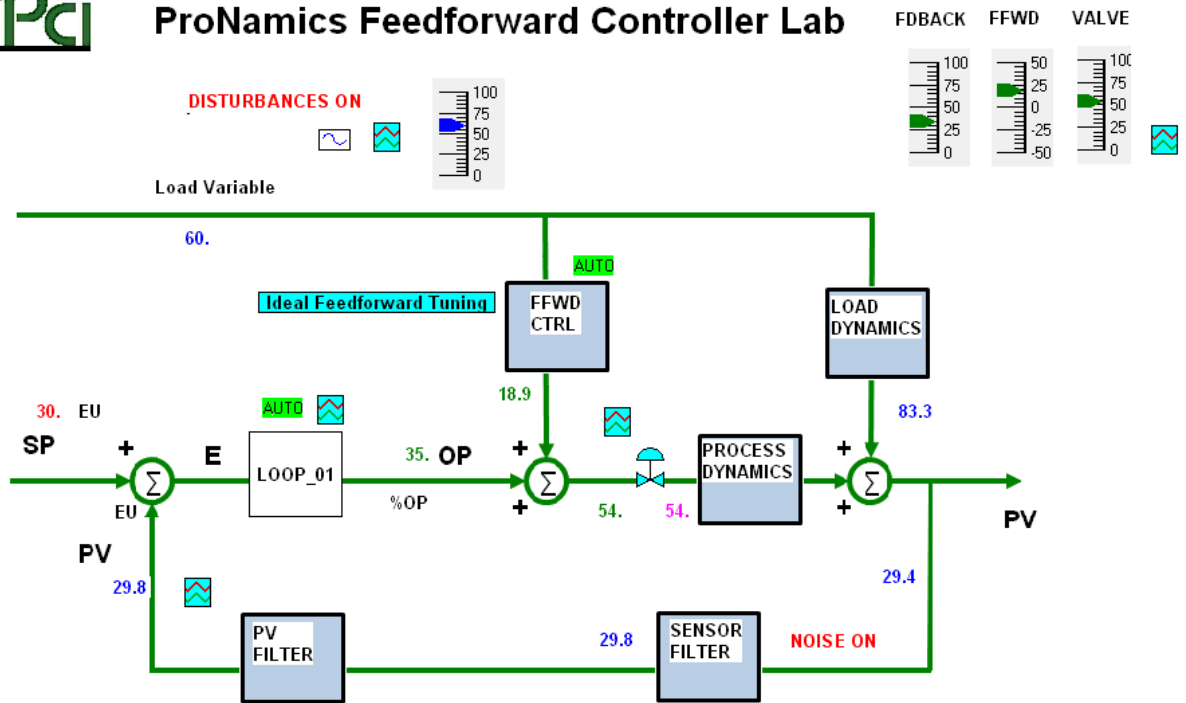 PCI
ProNamics Feedforward Controller Lab
FDBACK FFWD VALVE
100 50 100
75 25 75
50 0 50
25 -25 25
0 -50 0
DISTURBANCES ON
100
75
50
25
0
Load Variable
60.
AUTO
Ideal Feedforward Tuning
FFWD
CTRL
LOAD
DYNAMICS
18.9
83.3
30. EU
AUTO
SP
+
E
LOOP_01
35. OP
%OP
+
+
Σ
Σ
Σ
PROCESS
DYNAMICS
+
+
EU
54.
54.
PV
PV
29.8
29.4
PV
FILTER
29.8
SENSOR
FILTER
NOISE ON